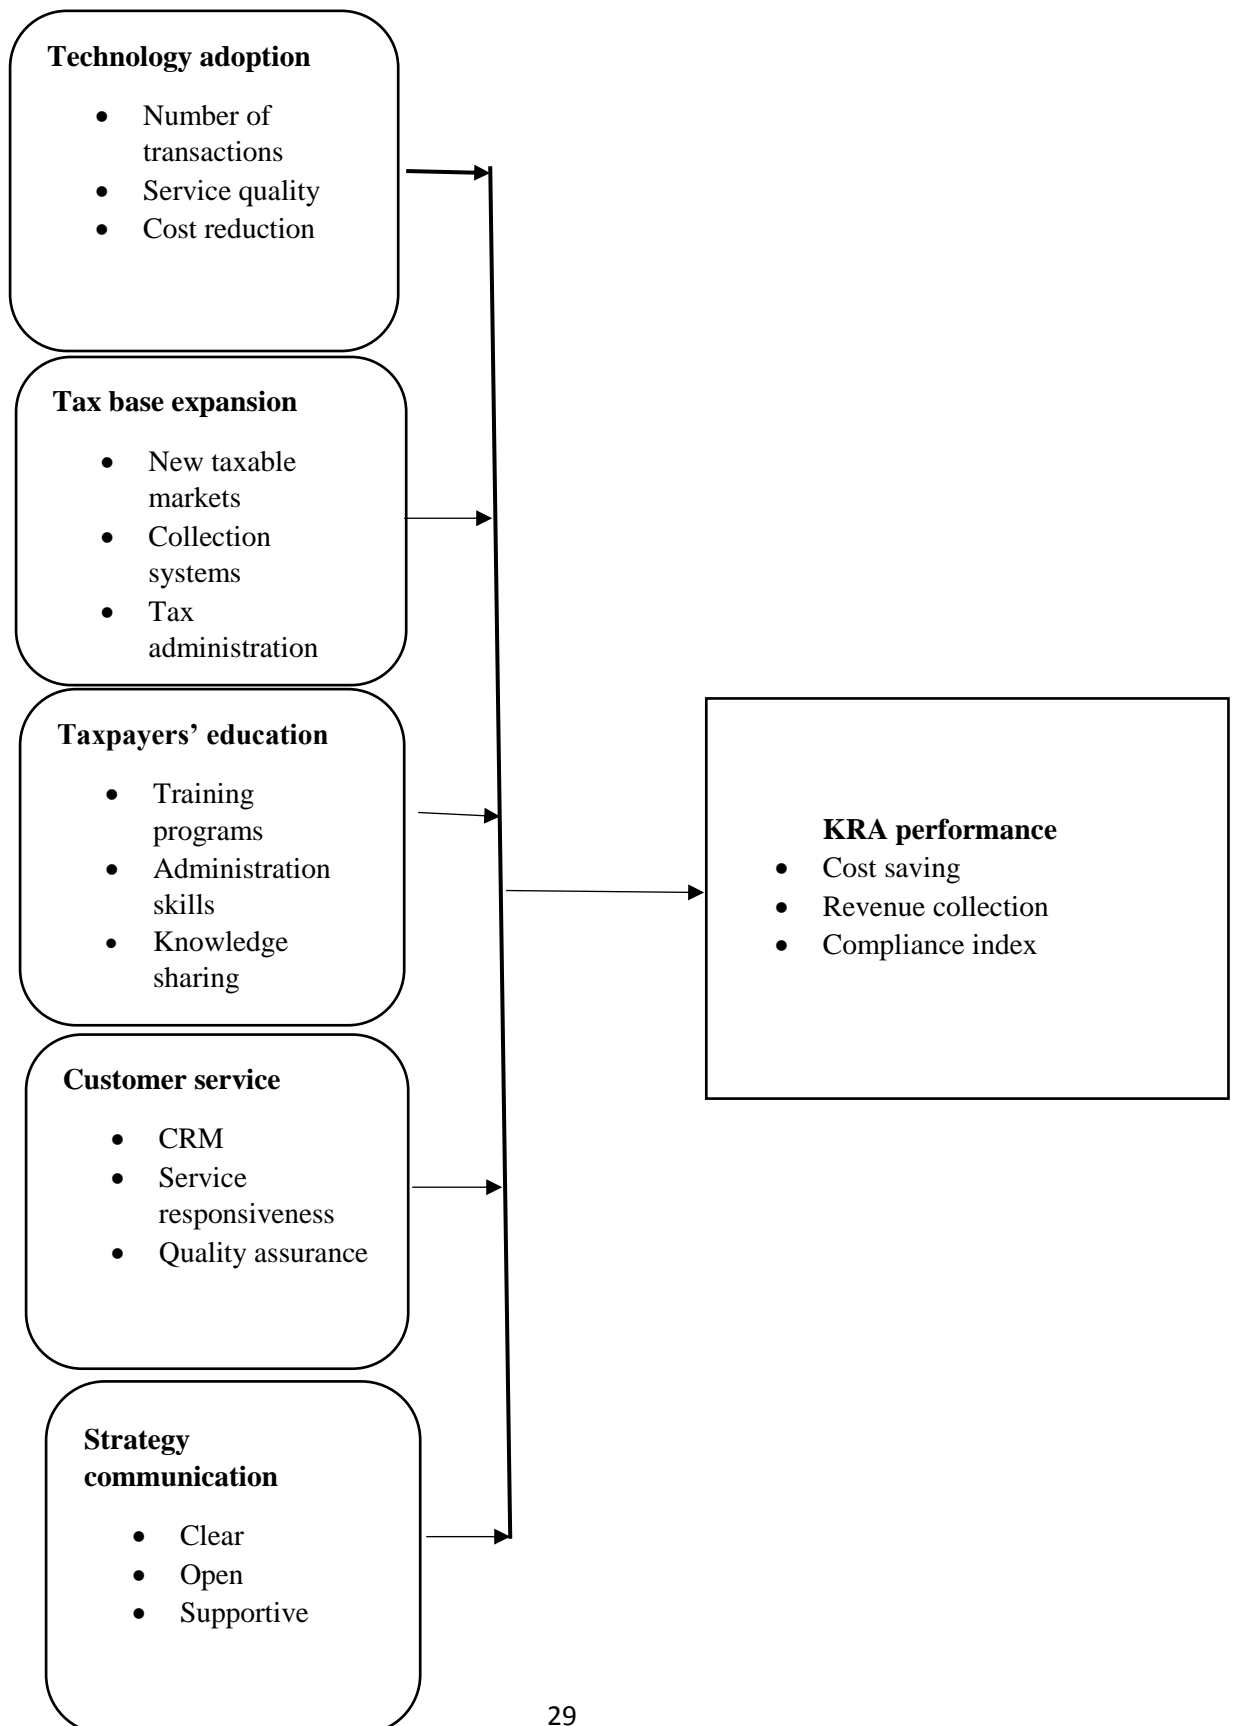 Technology adoption
• Number of
transactions
• Service quality
• Cost reduction
Tax base expansion
• New taxable
markets
• Collection
systems
• Tax
administration
Taxpayers’ education
• Training
programs
• Administration
skills
• Knowledge
sharing
Customer service
• CRM
• Service
responsiveness
• Quality assurance
Strategy
communication
• Clear
• Open
• Supportive
KRA performance
• Cost saving
• Revenue collection
• Compliance index
29